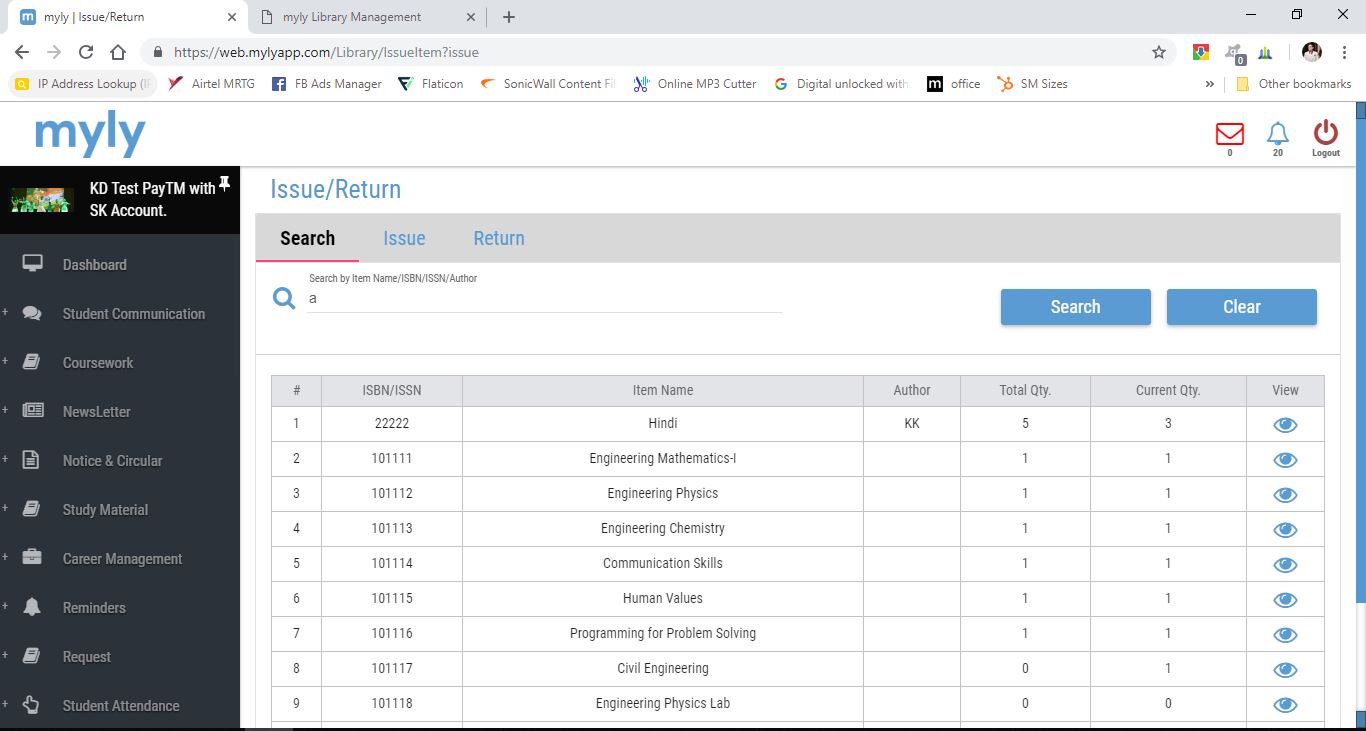 myly | Issue/Return
myly Library Management
https://web.mylyapp.com/Library/IssueItem?issue
0
IP Address Lookup (IP
Airtel MRTG
FB Ads Manager
Flaticon
SonicWall Content Fil
Online MP3 Cutter
Digital unlocked with
m office
SM Sizes
»
Other bookmarks
myly
0
20
Logout
KD Test PayTM with
SK Account.
Dashboard
+ Student Communication
+ Coursework
+ NewsLetter
+ Notice & Circular
+ Study Material
+ Career Management
+ Reminders
+ Request
+ Student Attendance
Issue/Return
Search Issue Return
Search by Item Name/ISBN/ISSN/Author
a
Search Clear
# ISBN/ISSN Item Name Author Total Qty. Current Qty. View
1 22222 Hindi KK 5 3
2 101111 Engineering Mathematics-I 1 1
3 101112 Engineering Physics 1 1
4 101113 Engineering Chemistry 1 1
5 101114 Communication Skills 1 1
6 101115 Human Values 1 1
7 101116 Programming for Problem Solving 1 1
8 101117 Civil Engineering 0 1
9 101118 Engineering Physics Lab 0 0